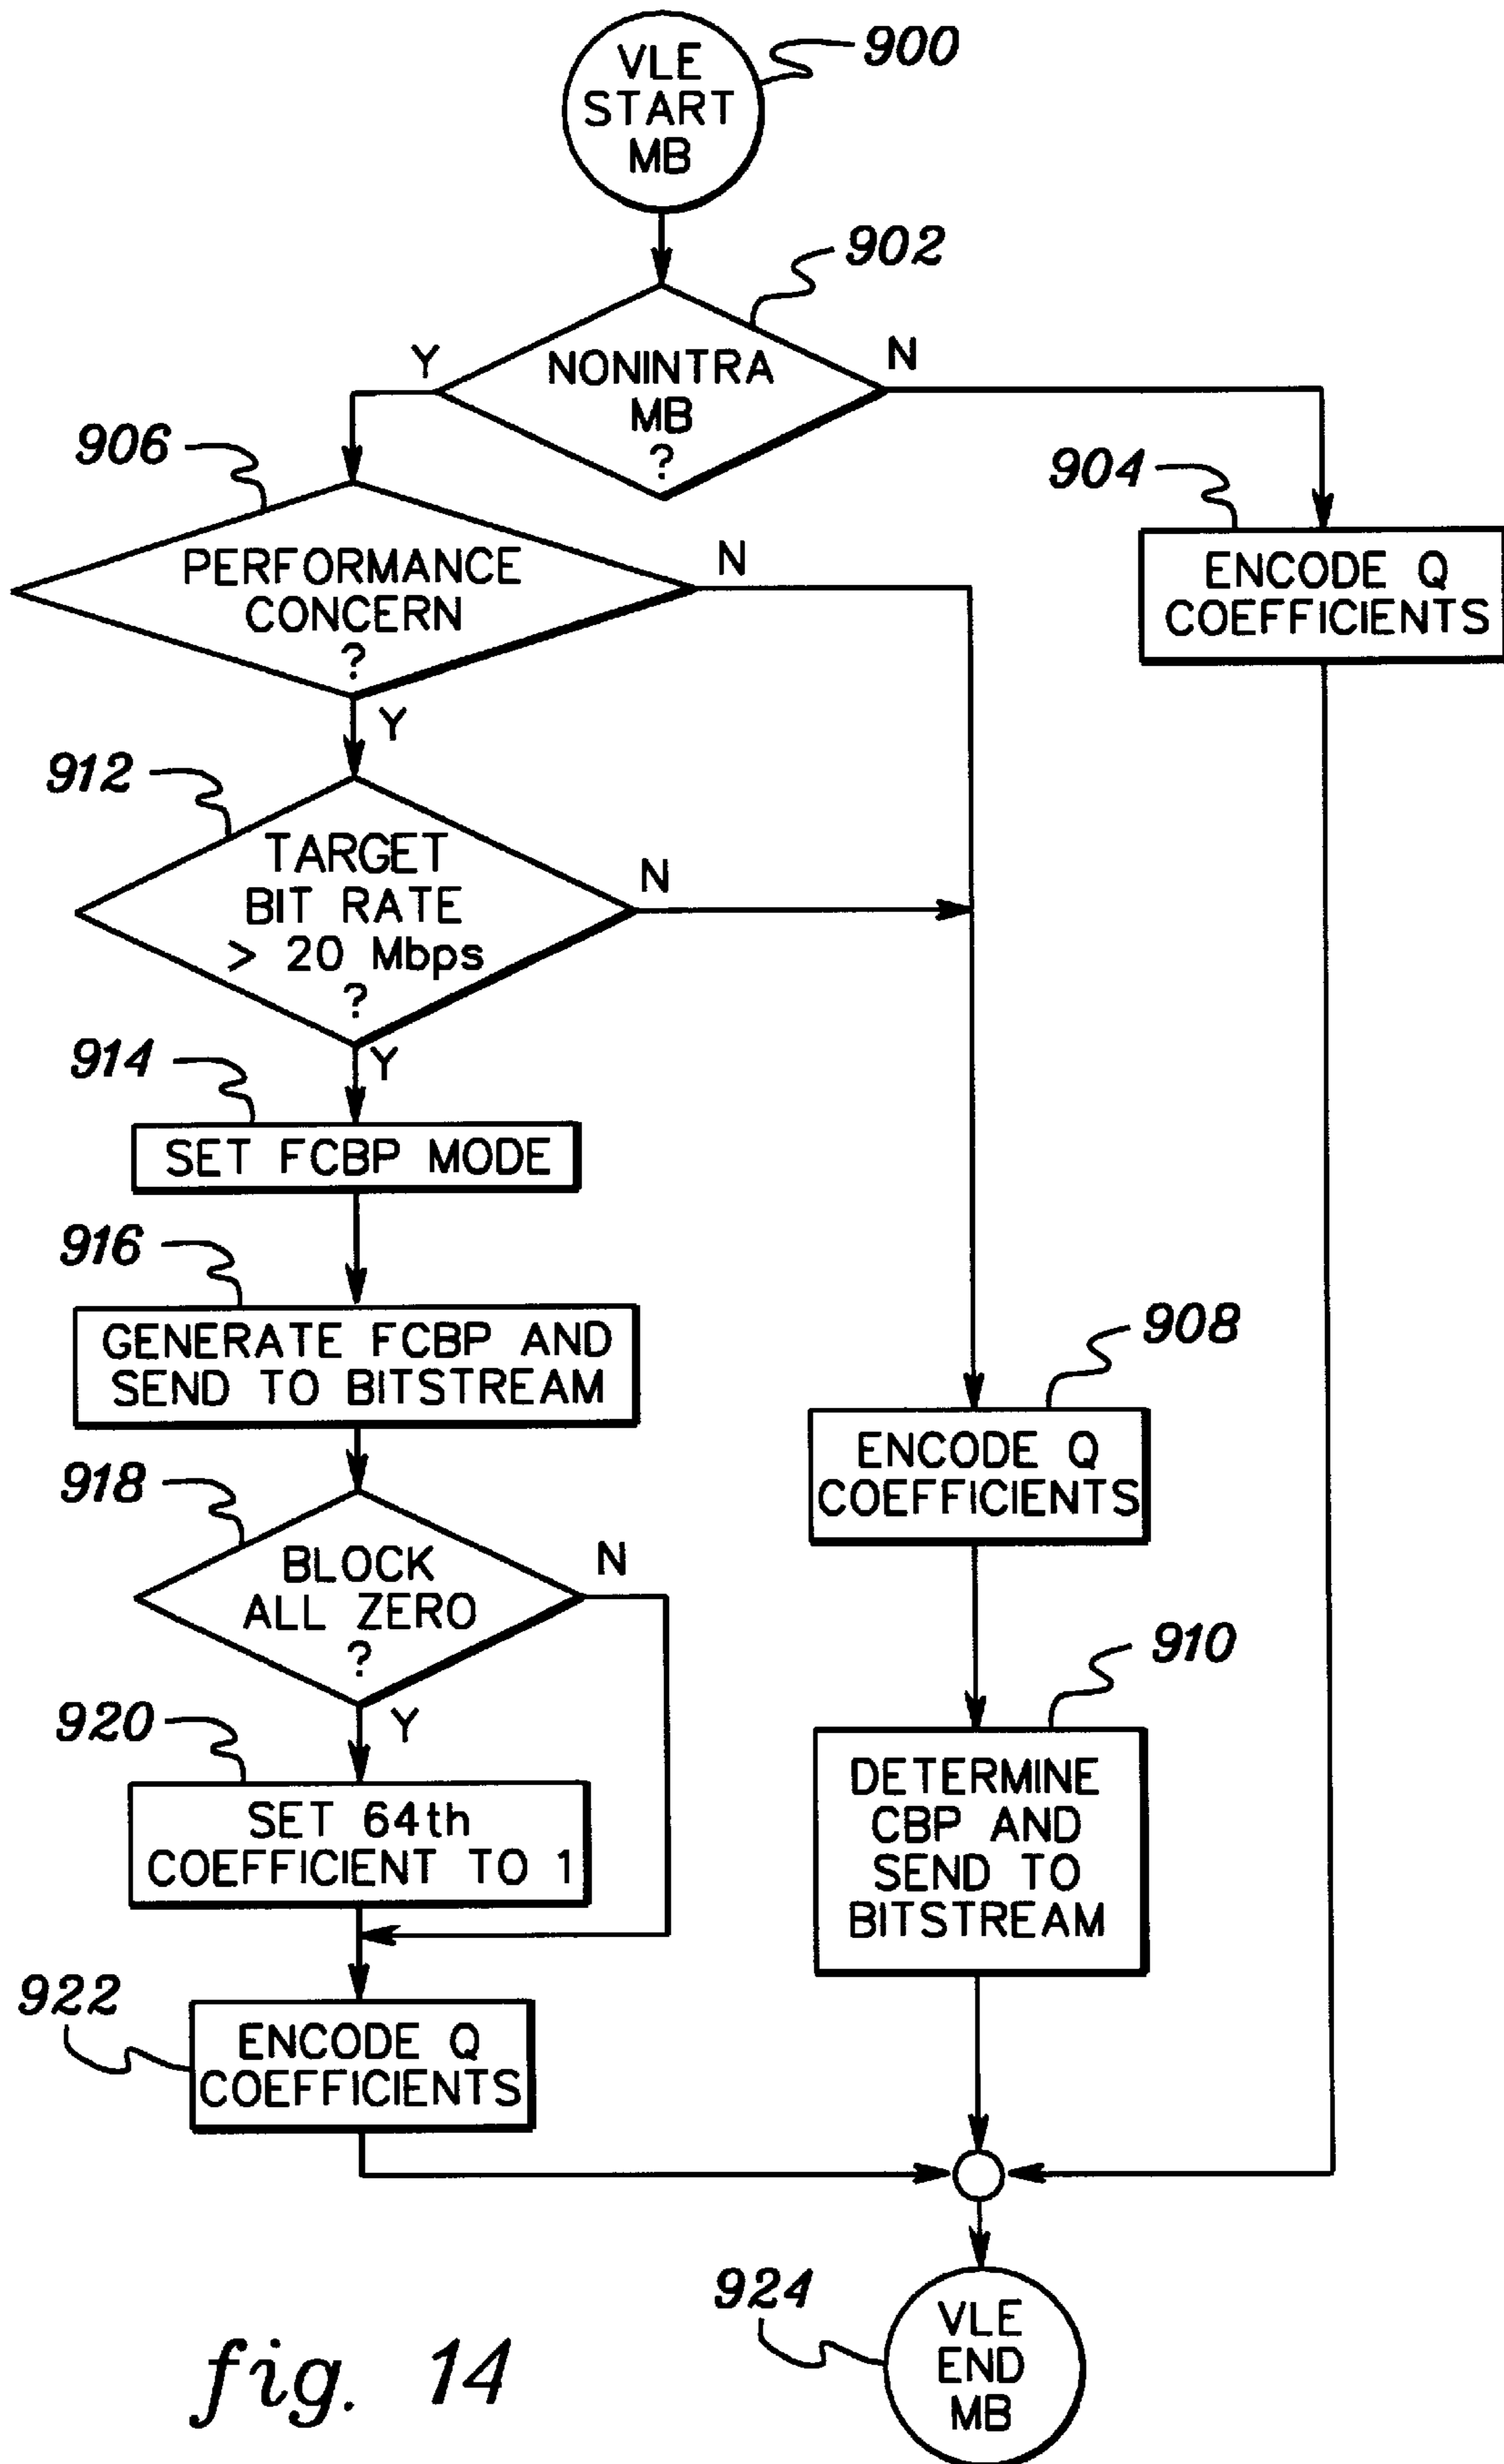 VLE
START
MB
900
902
NONINTRA
MB
?
Y
N
906
PERFORMANCE
CONCERN
?
N
Y
904
ENCODE Q
COEFFICIENTS
912
TARGET
BIT RATE
> 20 Mbps
?
N
Y
914
SET FCBP MODE
916
GENERATE FCBP AND
SEND TO BITSTREAM
908
ENCODE Q
COEFFICIENTS
918
BLOCK
ALL ZERO
?
N
Y
910
DETERMINE
CBP AND
SEND TO
BITSTREAM
920
SET 64th
COEFFICIENT TO 1
922
ENCODE Q
COEFFICIENTS
924
VLE
END
MB
fig. 14